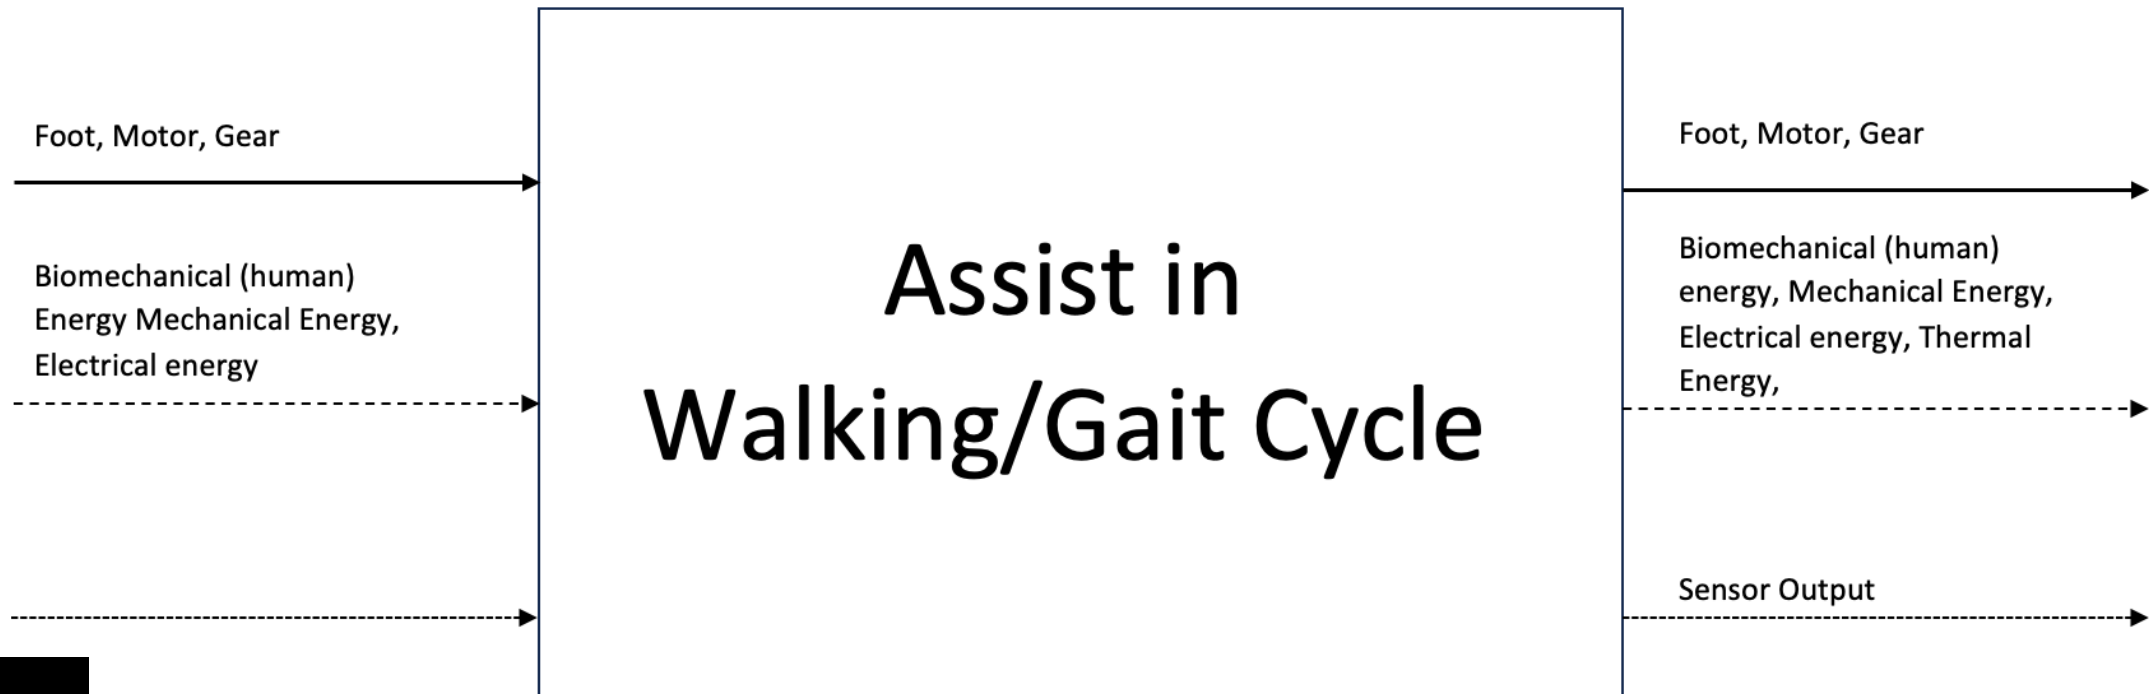 Foot, Motor, Gear
Biomechanical (human)
Energy Mechanical Energy,
Electrical energy
Assist in
Walking/Gait Cycle
Foot, Motor, Gear
Biomechanical (human)
energy, Mechanical Energy,
Electrical energy, Thermal
Energy,
Sensor Output